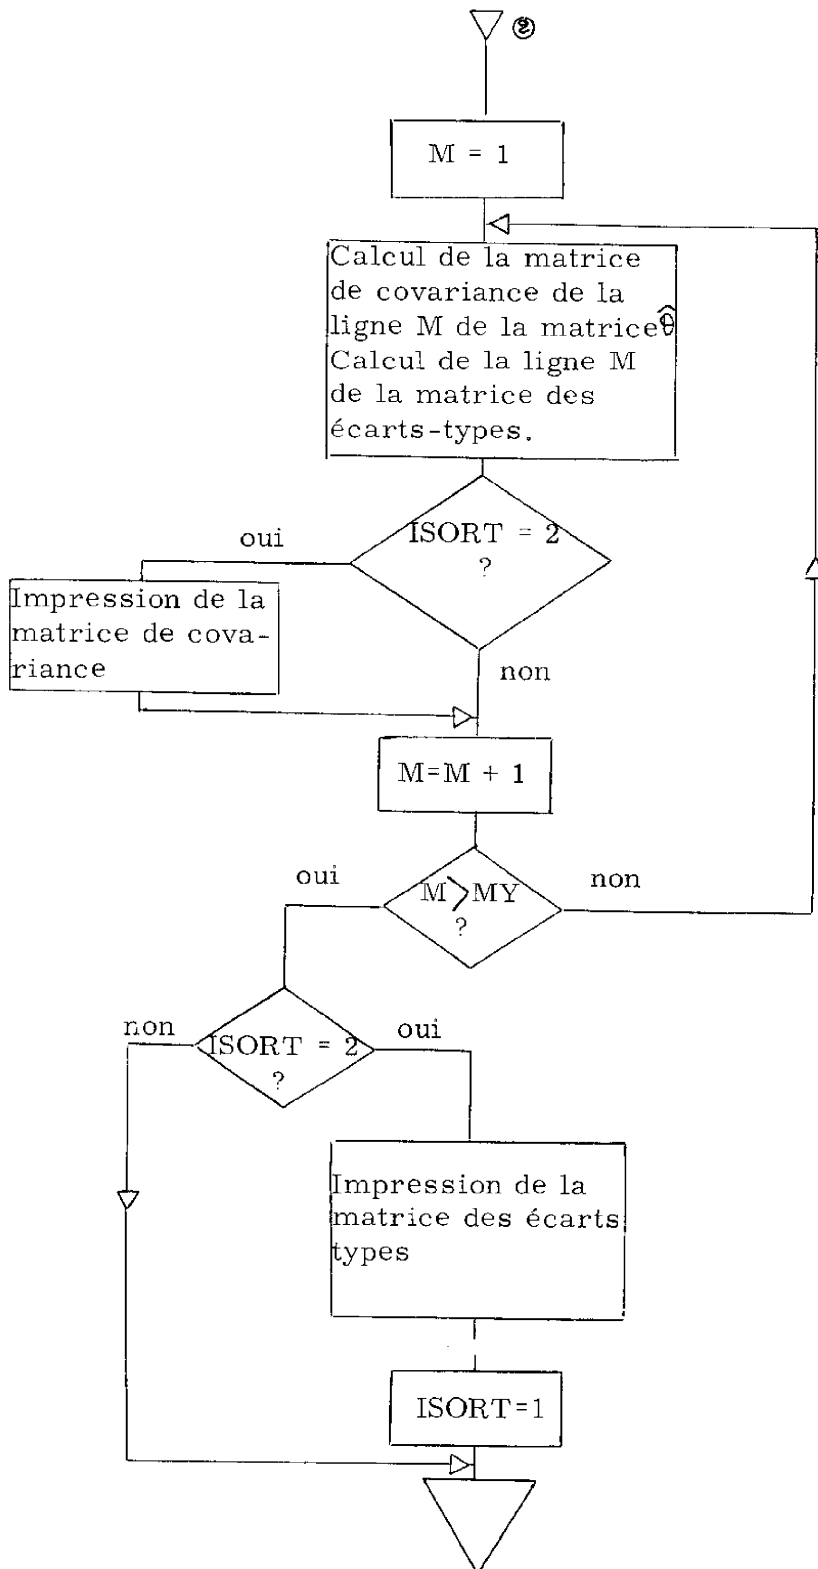 ②
M = 1
Calcul de la matrice
de covariance de la
ligne M de la matrice θ̂
Calcul de la ligne M
de la matrice des
écarts-types.
oui
ISORT = 2
?
Impression de la
matrice de cova-
riance
non
M=M + 1
oui
M>MY
?
non
non
ISORT = 2
?
oui
Impression de la
matrice des écarts
types
ISORT=1